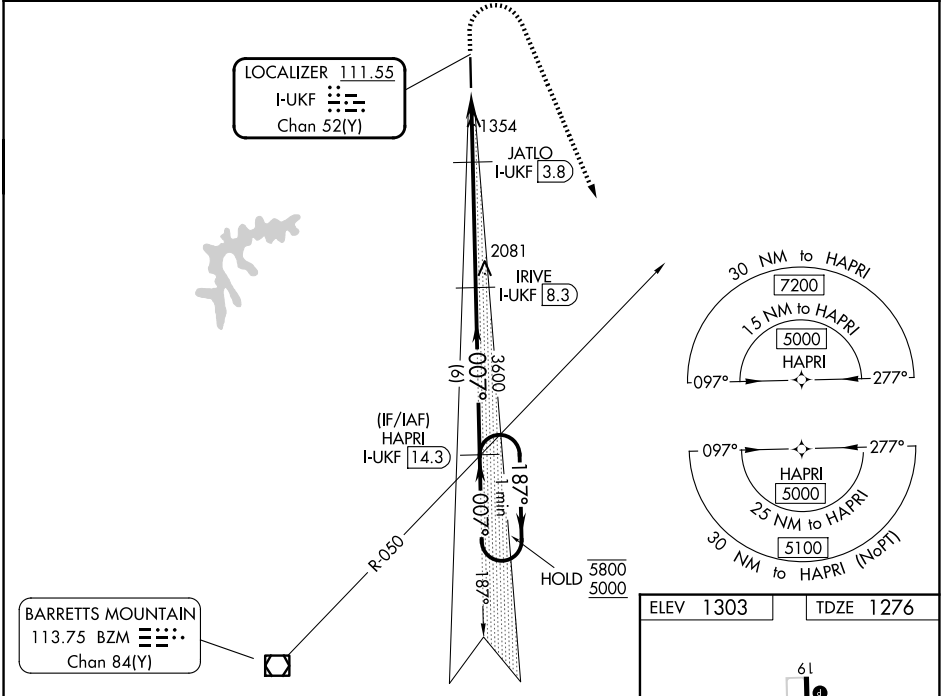 LOCALIZER 111.55
I-UKF
Chan 52(Y)
1354
JATLO
I-UKF 3.8
2081
IRIVE
I-UKF 8.3
007°
3600
(6)
(IF/IAF)
HAPRI
I-UKF 14.3
187°
1 min
007°
187°
R-050
HOLD 5800
5000
BARRETTS MOUNTAIN
113.75 BZM
Chan 84(Y)
30 NM to HAPRI
7200
15 NM to HAPRI
5000
HAPRI
097°
277°
097°
277°
HAPRI
5000
25 NM to HAPRI
5100
30 NM to HAPRI (NoPT)
ELEV 1303
TDZE 1276
19
P